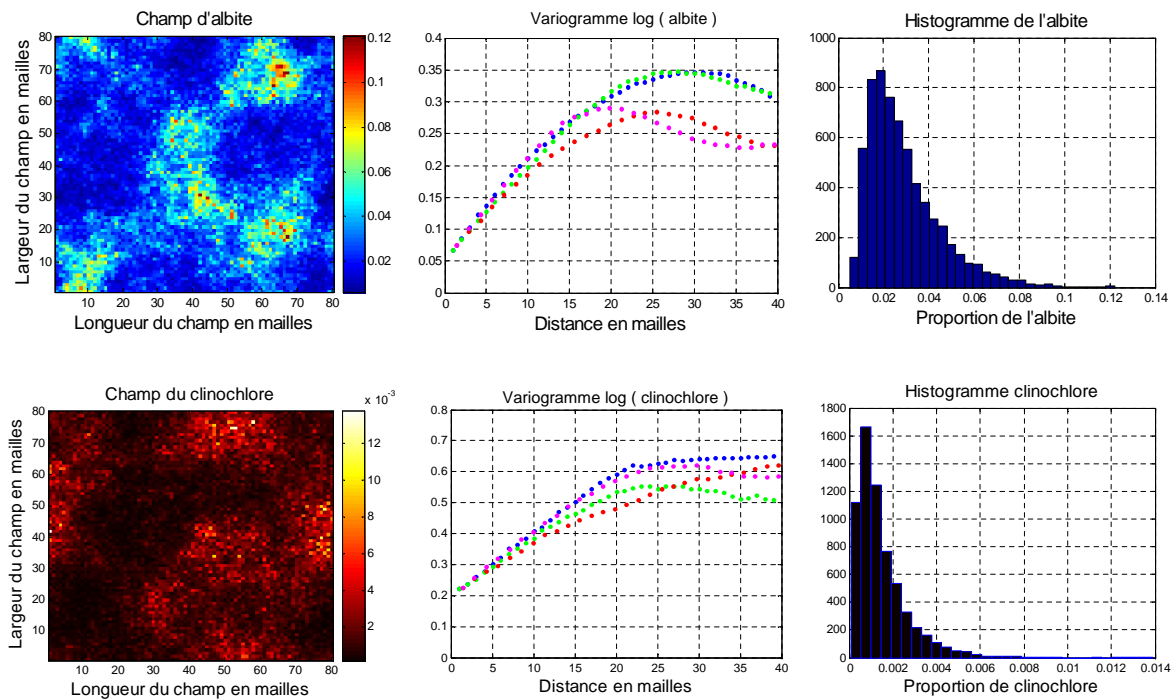 Champ d'albite
Largeur du champ en mailles
80
70
60
50
40
30
20
10
10 20 30 40 50 60 70 80
Longueur du champ en mailles
0.12
0.1
0.08
0.06
0.04
0.02
Variogramme log ( albite )
0.4
0.35
0.3
0.25
0.2
0.15
0.1
0.05
0
0 5 10 15 20 25 30 35 40
Distance en mailles
Histogramme de l'albite
1000
800
600
400
200
0
0 0.02 0.04 0.06 0.08 0.1 0.12 0.14
Proportion de l'albite
Champ du clinochlore
Largeur du champ en mailles
80
70
60
50
40
30
20
10
10 20 30 40 50 60 70 80
Longueur du champ en mailles
x 10-3
12
10
8
6
4
2
Variogramme log ( clinochlore )
0.8
0.7
0.6
0.5
0.4
0.3
0.2
0.1
0
0 5 10 15 20 25 30 35 40
Distance en mailles
Histogramme clinochlore
1800
1600
1400
1200
1000
800
600
400
200
0
0 0.002 0.004 0.006 0.008 0.01 0.012 0.014
Proportion de clinochlore